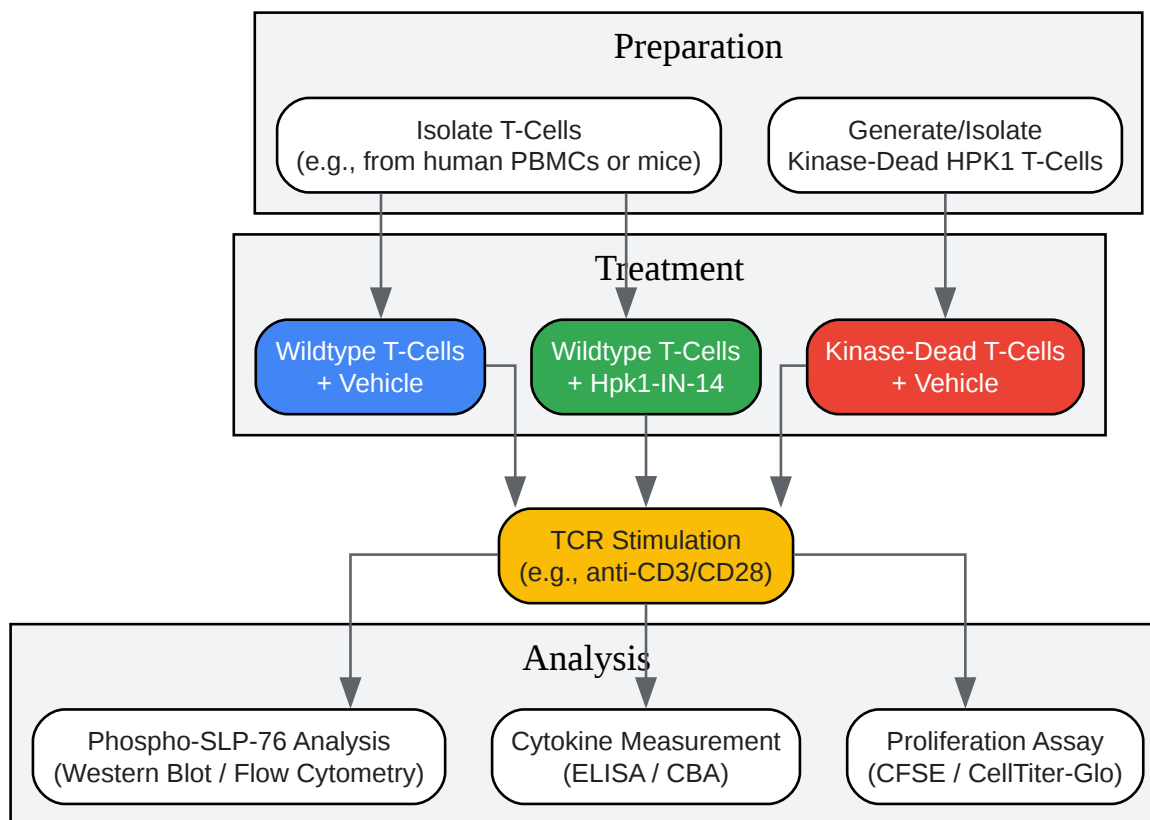 Preparation
Isolate T-Cells
(e.g., from human PBMCs or mice)
Generate/Isolate
Kinase-Dead HPK1 T-Cells
Treatment
Wildtype T-Cells
+ Vehicle
Wildtype T-Cells
+ Hpk1-IN-14
Kinase-Dead T-Cells
+ Vehicle
TCR Stimulation
(e.g., anti-CD3/CD28)
Analysis
Phospho-SLP-76 Analysis
(Western Blot / Flow Cytometry)
Cytokine Measurement
(ELISA / CBA)
Proliferation Assay
(CFSE / CellTiter-Glo)